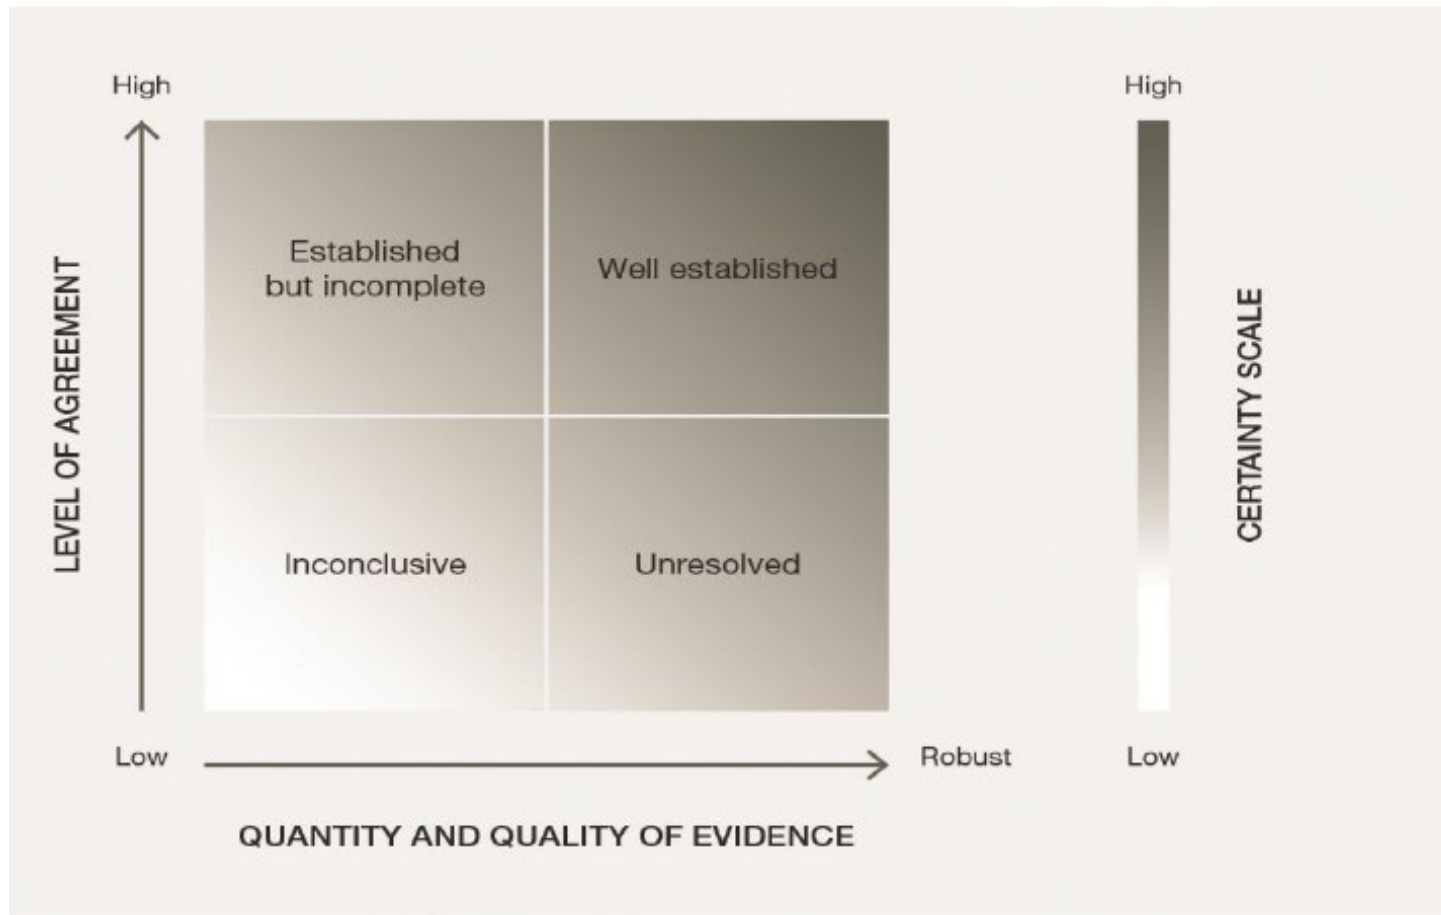 High
High
Established
but incomplete
Well established
LEVEL OF AGREEMENT
CERTAINTY SCALE
Inconclusive
Unresolved
Low
Robust
Low
QUANTITY AND QUALITY OF EVIDENCE